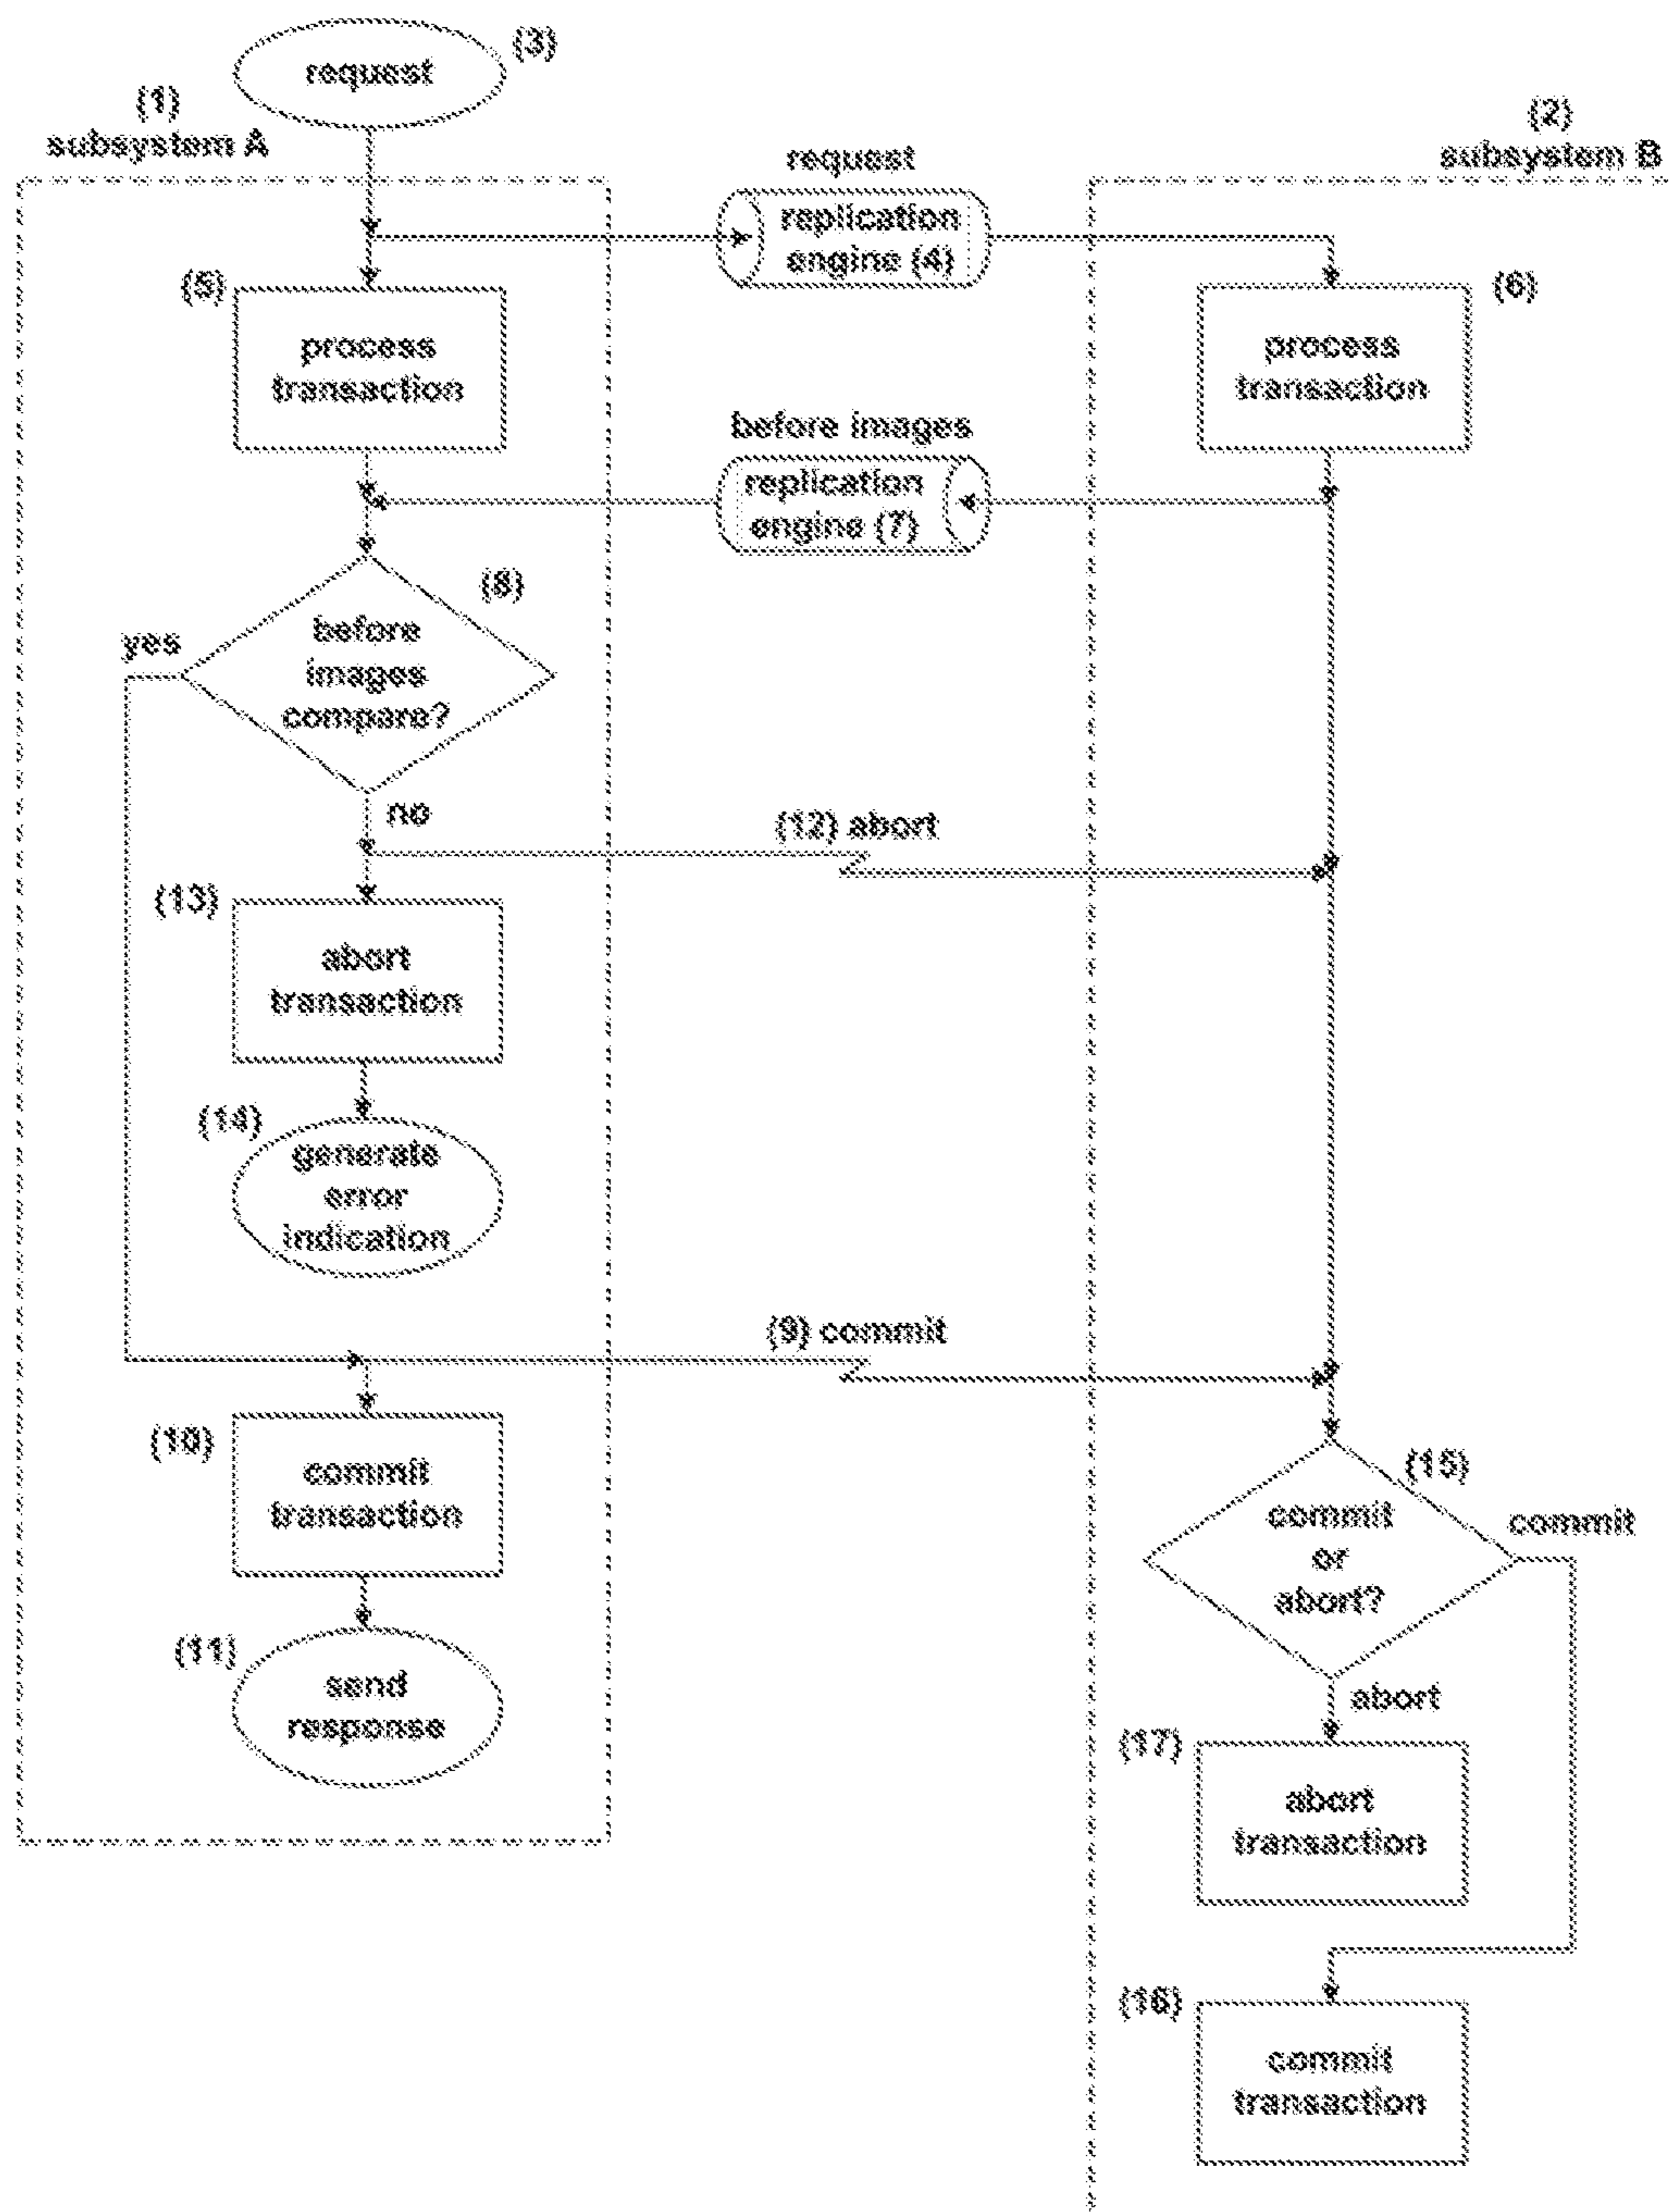 (3)
request
(1)
subsystem A
(2)
subsystem B
request
replication
engine (4)
(5)
process
transaction
(6)
process
transaction
before images
replication
engine (7)
(8)
before
images
compare?
yes
no
(12) abort
(13)
abort
transaction
(14)
generate
error
indication
(9) commit
(10)
commit
transaction
(15)
commit
or
abort?
commit
abort
(11)
send
response
(17)
abort
transaction
(16)
commit
transaction